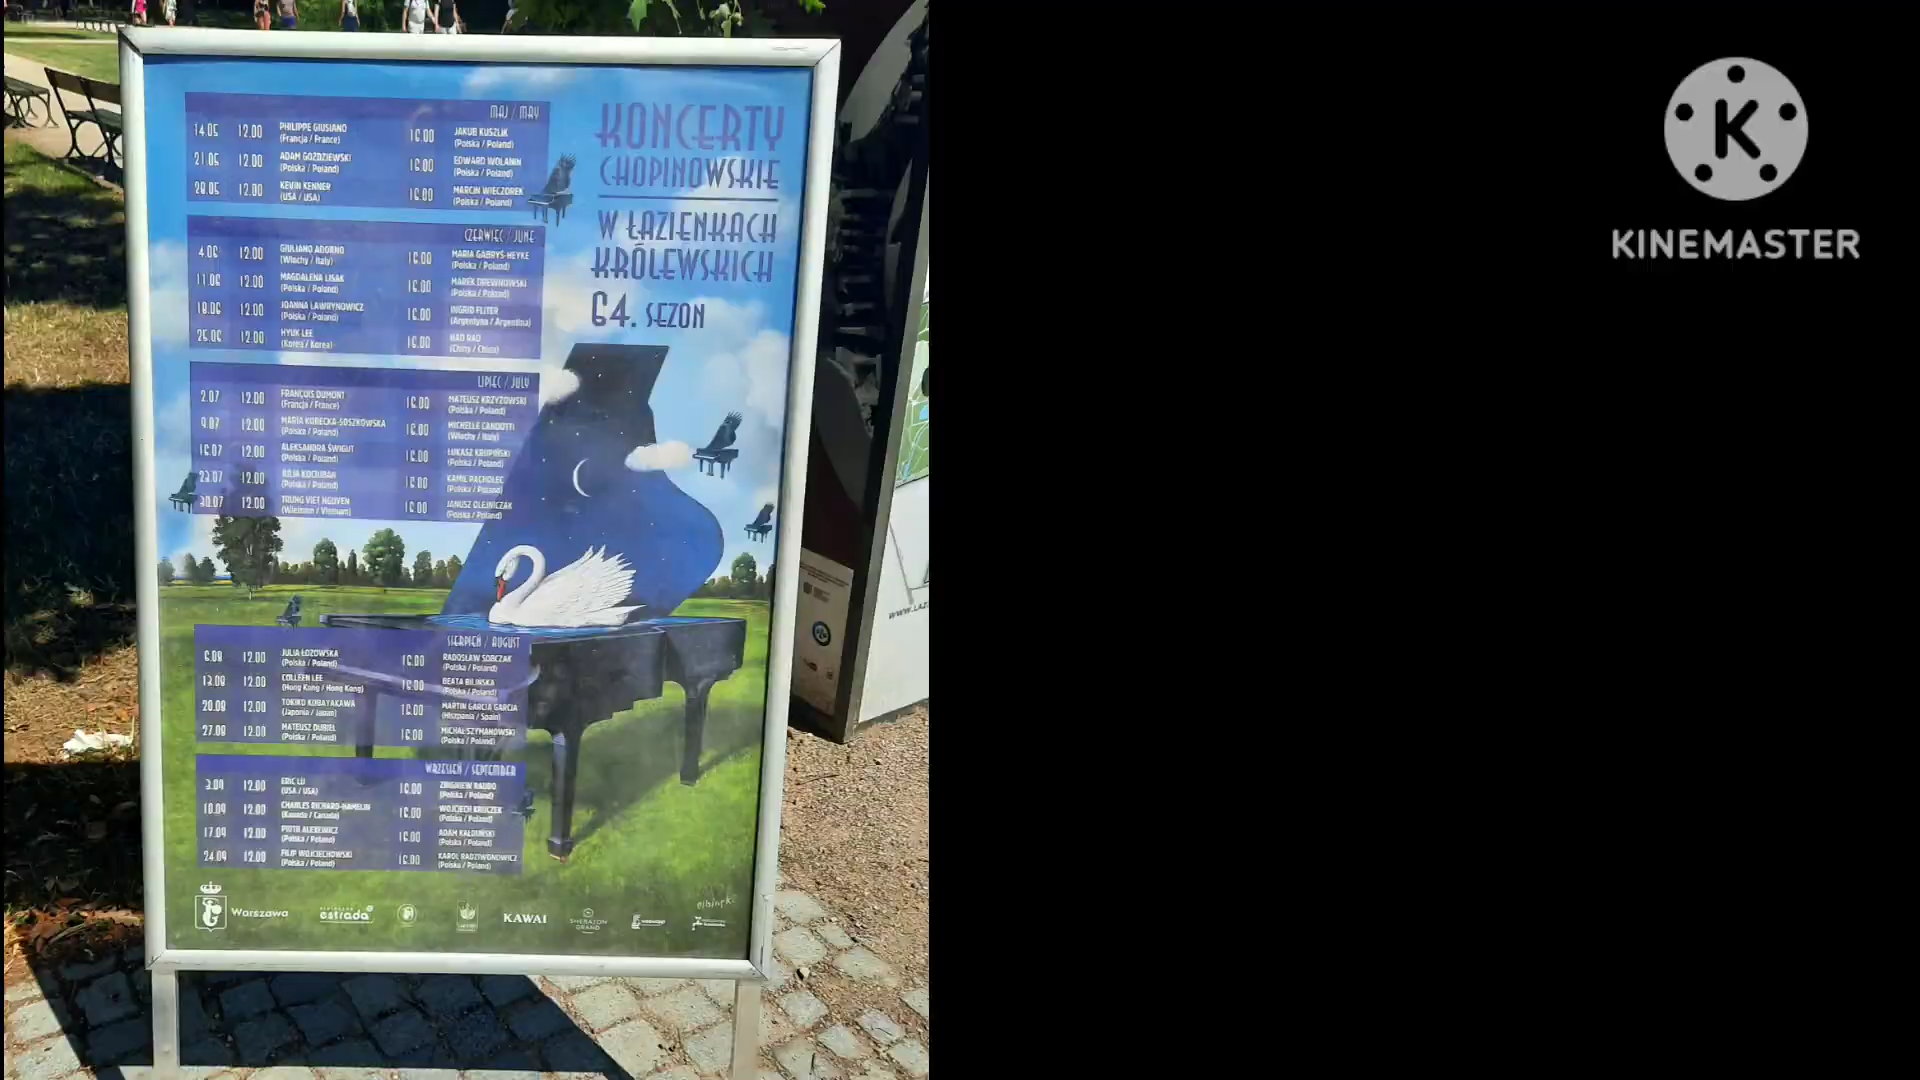 KONCERTY
CHOPINOWSKIE
W ŁAZIENKACH
KRÓLEWSKICH
64. SEZON
MAJ / MAY
14.05 12.00 PHILIPPE GIUSIANO (Francja / France) 16.00 JAKUB KUSZLIK (Polska / Poland)
21.05 12.00 ADAM GOŹDZIEWSKI (Polska / Poland) 16.00 EDWARD WOLANIN (Polska / Poland)
28.05 12.00 KEVIN KENNER (USA / USA) 16.00 MARCIN WIECZOREK (Polska / Poland)
CZERWIEC / JUNE
4.06 12.00 GIULIANO ADORNO (Włochy / Italy) 16.00 MARIA GABRYŚ-HEYKE (Polska / Poland)
11.06 12.00 MAGDALENA LISAK (Polska / Poland) 16.00 MAREK DREWNOWSKI (Polska / Poland)
18.06 12.00 JOANNA ŁAWRYNOWICZ (Polska / Poland) 16.00 INGRID FLITER (Argentyna / Argentina)
25.06 12.00 HYUK LEE (Korea / Korea) 16.00 HAO RAO (Chiny / China)
LIPIEC / JULY
2.07 12.00 FRANÇOIS DUMONT (Francja / France) 16.00 MATEUSZ KRZYŻOWSKI (Polska / Poland)
9.07 12.00 MARIA KORECKA-SOSZKOWSKA (Polska / Poland) 16.00 MICHELLE CANDOTTI (Włochy / Italy)
16.07 12.00 ALEKSANDRA ŚWIGUT (Polska / Poland) 16.00 ŁUKASZ KRUPIŃSKI (Polska / Poland)
23.07 12.00 JULIA KOCIUBAN (Polska / Poland) 16.00 KAMIL PACHOLEC (Polska / Poland)
30.07 12.00 TRUNG VIET NGUYEN (Wietnam / Vietnam) 16.00 JANUSZ OLEJNICZAK (Polska / Poland)
SIERPIEŃ / AUGUST
6.08 12.00 JULIA ŁOZOWSKA (Polska / Poland) 16.00 RADOSŁAW SOBCZAK (Polska / Poland)
13.08 12.00 COLLEEN LEE (Hong Kong / Hong Kong) 16.00 BEATA BILIŃSKA (Polska / Poland)
20.08 12.00 TOKIKO KOBAYAKAWA (Japonia / Japan) 16.00 MARTIN GARCIA GARCIA (Hiszpania / Spain)
27.08 12.00 MATEUSZ DUBIEL (Polska / Poland) 16.00 MICHAŁ SZYMANOWSKI (Polska / Poland)
WRZESIEŃ / SEPTEMBER
3.09 12.00 ERIC LU (USA / USA) 16.00 ZBIGNIEW RAUBO (Polska / Poland)
10.09 12.00 CHARLES RICHARD-HAMELIN (Kanada / Canada) 16.00 WOJCIECH KRUCZEK (Polska / Poland)
17.09 12.00 PIOTR ALEXEWICZ (Polska / Poland) 16.00 ADAM KAŁDUŃSKI (Polska / Poland)
24.09 12.00 FILIP WOJCIECHOWSKI (Polska / Poland) 16.00 KAROL RADZIWONOWICZ (Polska / Poland)
Warszawa
estrada
KAWAI
SHERATON
GRAND
KINEMASTER